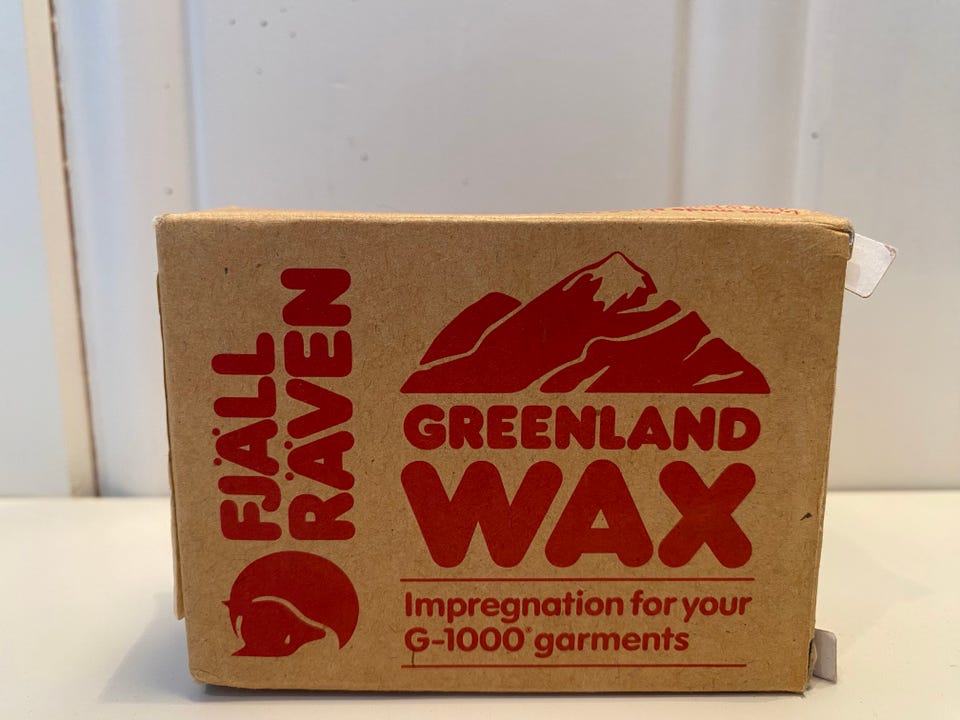 FJÄLL
RÄVEN
GREENLAND
WAX
Impregnation for your
G-1000® garments